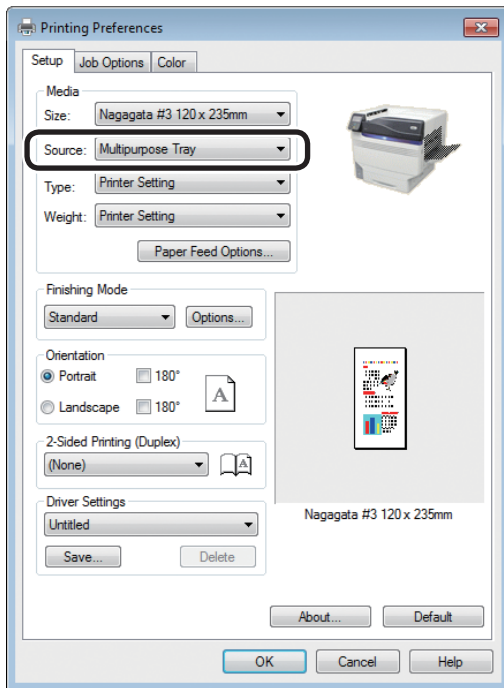 Printing Preferences
Setup Job Options Color
Media
Size: Nagagata #3 120 x 235mm
Source: Multipurpose Tray
Type: Printer Setting
Weight: Printer Setting
Paper Feed Options...
Finishing Mode
Standard Options...
Orientation
Portrait 180°
Landscape 180°
A
2-Sided Printing (Duplex)
(None) A
Driver Settings
Untitled
Save... Delete
Nagagata #3 120 x 235mm
About... Default
OK Cancel Help